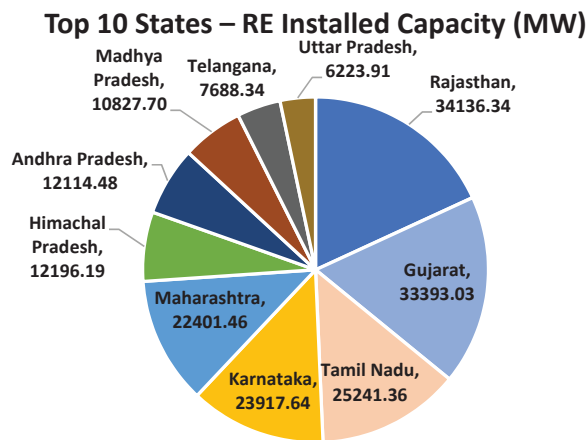 Top 10 States – RE Installed Capacity (MW)
Rajasthan,
34136.34
Gujarat,
33393.03
Tamil Nadu,
25241.36
Karnataka,
23917.64
Maharashtra,
22401.46
Himachal
Pradesh,
12196.19
Andhra Pradesh,
12114.48
Madhya
Pradesh,
10827.70
Telangana,
7688.34
Uttar Pradesh,
6223.91